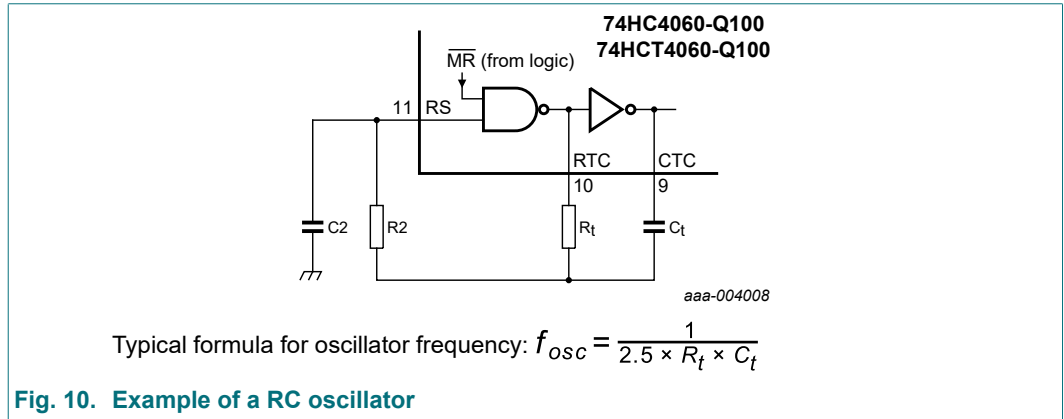 74HC4060-Q100
74HCT4060-Q100
MR (from logic)
11 RS
RTC CTC
10 9
C2 R2 Rt Ct
aaa-004008
Typical formula for oscillator frequency: fosc = 1 / 2.5 × Rt × Ct
Fig. 10. Example of a RC oscillator